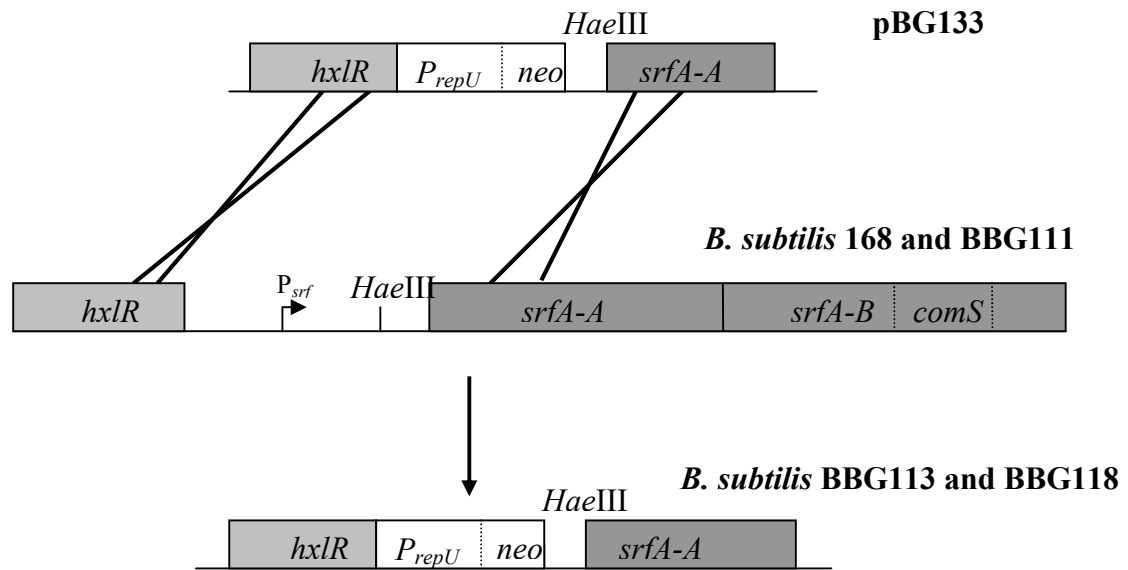 HaeIII pBG133
hxlR PrepU neo srfA-A
B. subtilis 168 and BBG111
Psrf HaeIII
hxlR srfA-A srfA-B comS
B. subtilis BBG113 and BBG118
HaeIII
hxlR PrepU neo srfA-A